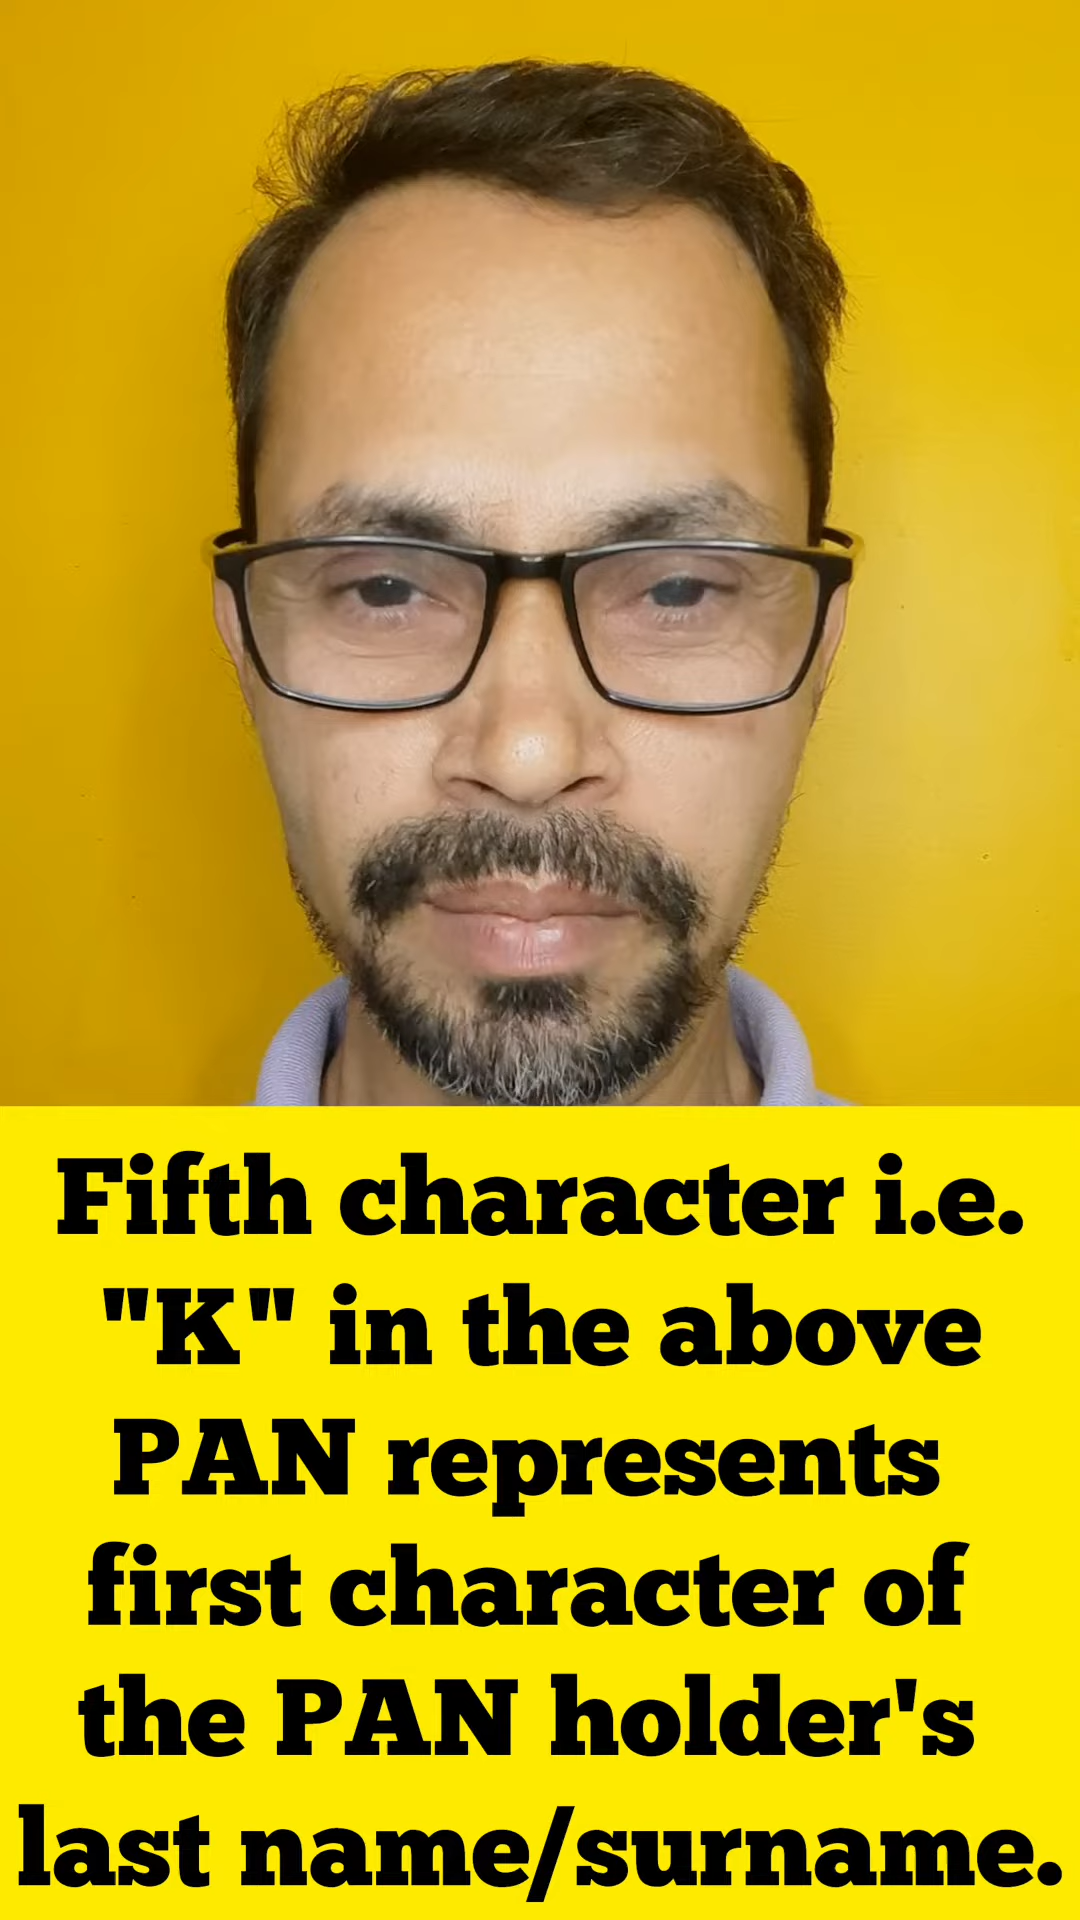 Fifth character i.e.
"K" in the above
PAN represents
first character of
the PAN holder's
last name/surname.